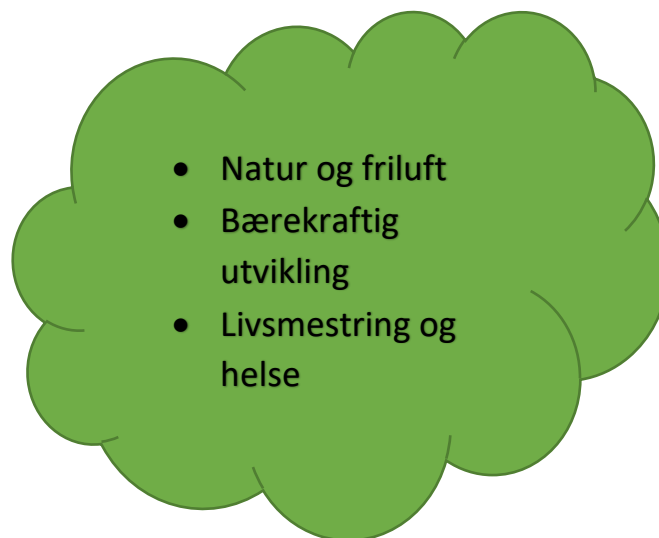 • Natur og friluft
• Bærekraftig
utvikling
• Livsmestring og
helse